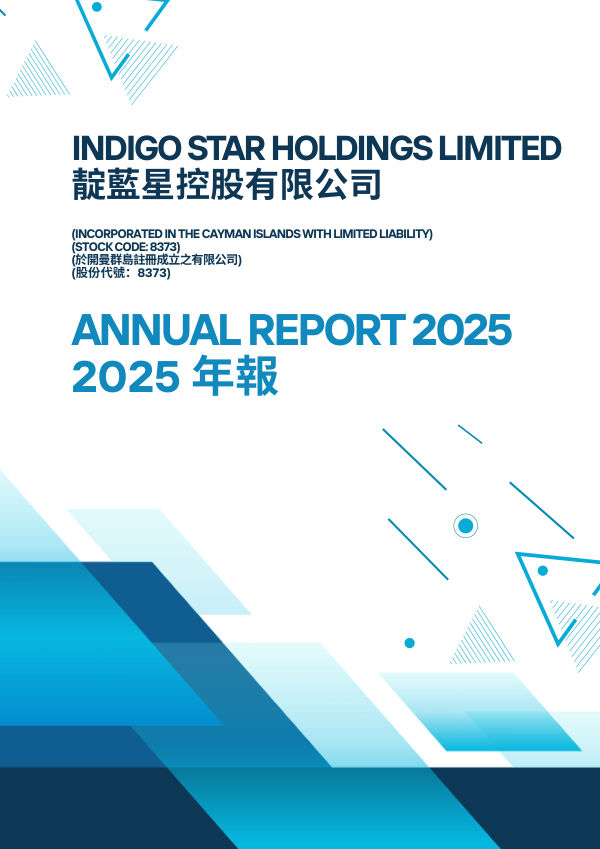 INDIGO STAR HOLDINGS LIMITED
靛藍星控股有限公司
(INCORPORATED IN THE CAYMAN ISLANDS WITH LIMITED LIABILITY)
(STOCK CODE: 8373)
(於開曼群島註冊成立之有限公司)
(股份代號：8373)
ANNUAL REPORT 2025
2025 年報